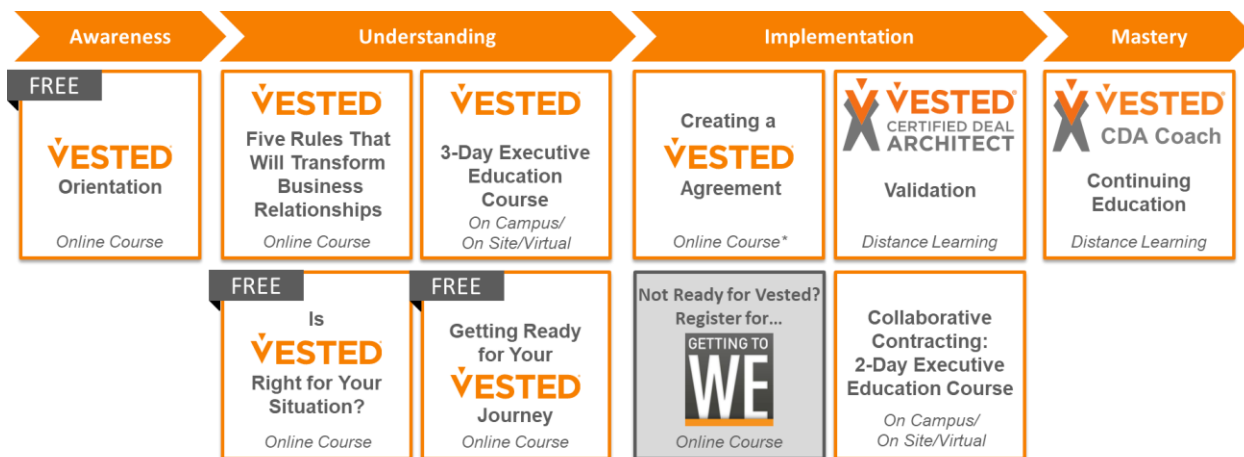 Awareness
Understanding
Implementation
Mastery
FREE
VESTED
Orientation
Online Course
VESTED®
Five Rules That
Will Transform
Business
Relationships
Online Course
VESTED®
3-Day Executive
Education
Course
On Campus/
On Site/Virtual
Creating a
VESTED®
Agreement
Online Course*
VESTED®
CERTIFIED DEAL
ARCHITECT
Validation
Distance Learning
VESTED®
CDA Coach
Continuing
Education
Distance Learning
FREE
Is
VESTED®
Right for Your
Situation?
Online Course
FREE
Getting Ready
for Your
VESTED®
Journey
Online Course
Not Ready for Vested?
Register for...
GETTING TO
WE
Online Course
Collaborative
Contracting:
2-Day Executive
Education Course
On Campus/
On Site/Virtual